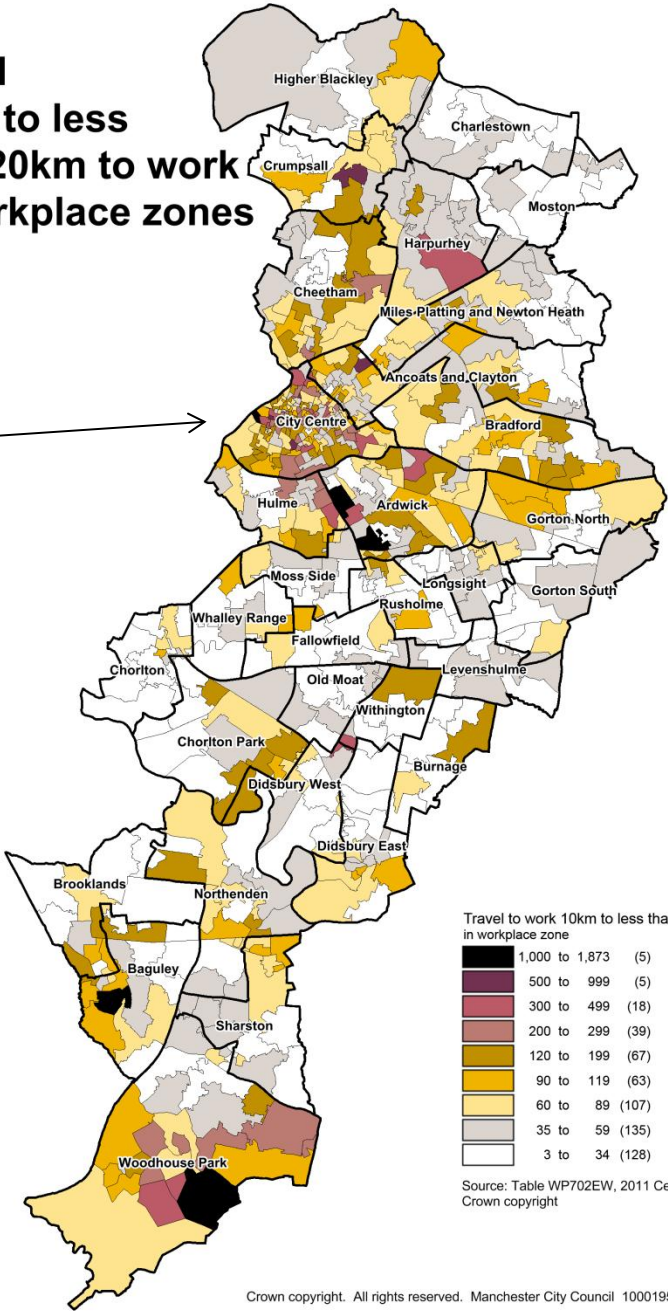 to less
20km to work
rkplace zones
Higher Blackley
Charlestown
Crumpsall
Moston
Harpurhey
Cheetham
Miles Platting and Newton Heath
Ancoats and Clayton
City Centre
Bradford
Hulme
Ardwick
Gorton North
Moss Side
Longsight
Gorton South
Rusholme
Whalley Range
Fallowfield
Chorlton
Levenshulme
Old Moat
Withington
Chorlton Park
Burnage
Didsbury West
Didsbury East
Brooklands
Northenden
Baguley
Sharston
Woodhouse Park
Travel to work 10km to less tha
in workplace zone
1,000 to 1,873 (5)
500 to 999 (5)
300 to 499 (18)
200 to 299 (39)
120 to 199 (67)
90 to 119 (63)
60 to 89 (107)
35 to 59 (135)
3 to 34 (128)
Source: Table WP702EW, 2011 Ce
Crown copyright
Crown copyright. All rights reserved. Manchester City Council 1000195